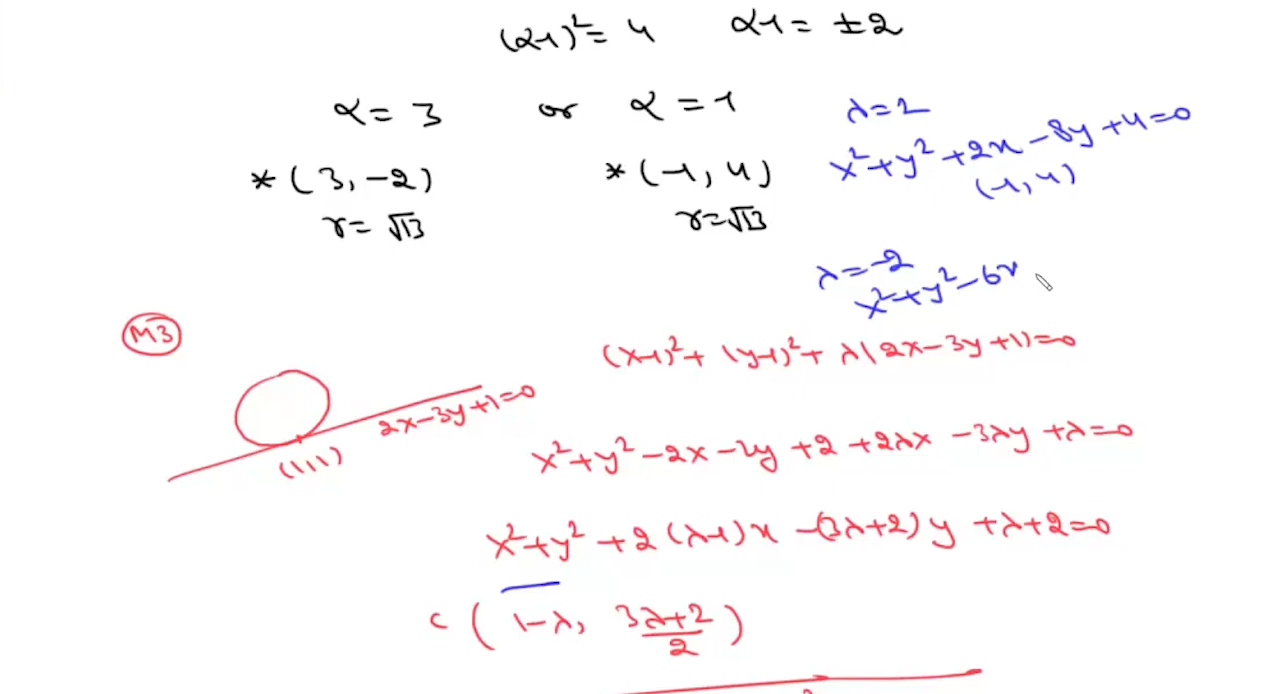 (α-1)² = 4 α-1 = ±2
α = 3 or α = -1
λ = 2
x² + y² + 2x - 8y + 4 = 0
(-1, 4)
* (3, -2) * (-1, 4)
r = √13 r = √13
λ = -2
x² + y² - 6x
M3
(x-1)² + (y-1)² + λ(2x - 3y + 1) = 0
2x - 3y + 1 = 0
(1,1)
x² + y² - 2x - 2y + 2 + 2λx - 3λy + λ = 0
x² + y² + 2(λ-1)x - (3λ+2)y + λ + 2 = 0
c (1-λ, (3λ+2)/2)